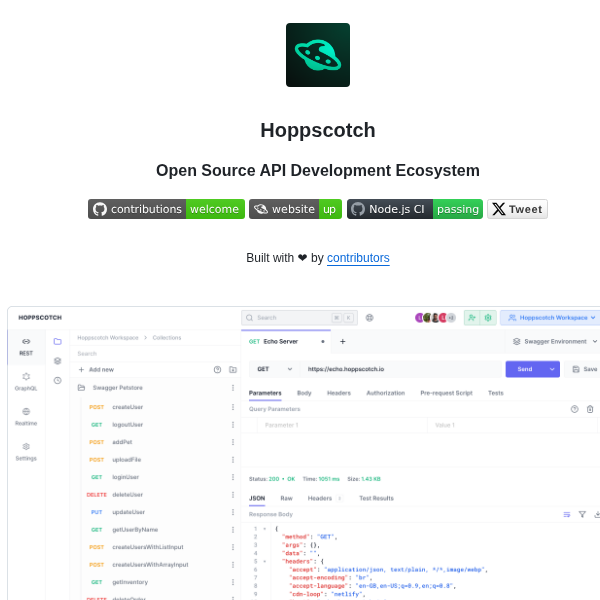 Hoppscotch
Open Source API Development Ecosystem
contributions welcome website up Node.js CI passing Tweet
Built with ❤ by contributors
HOPPSCOTCH Search K Hoppscotch Workspace
REST GraphQL Realtime Settings
Hoppscotch Workspace > Collections
Search
+ Add new
Swagger Petstore
POST createUser
GET logoutUser
POST addPet
POST uploadFile
GET loginUser
DELETE deleteUser
PUT updateUser
GET getUserByName
POST createUsersWithListInput
POST createUsersWithArrayInput
GET getInventory
DELETE deleteOrder
GET Echo Server • + Swagger Environment
GET https://echo.hoppscotch.io Send Save
Parameters Body Headers Authorization Pre-request Script Tests
Query Parameters
Parameter 1 Value 1
Status: 200 • OK Time: 1051 ms Size: 1.43 KB
JSON Raw Headers Test Results
Response Body
1 {
2 "method": "GET",
3 "args": {},
4 "data": "",
5 "headers": {
6 "accept": "application/json, text/plain, */*,image/webp",
7 "accept-encoding": "br",
8 "accept-language": "en-GB,en-US;q=0.9,en;q=0.8",
9 "cdn-loop": "netlify",